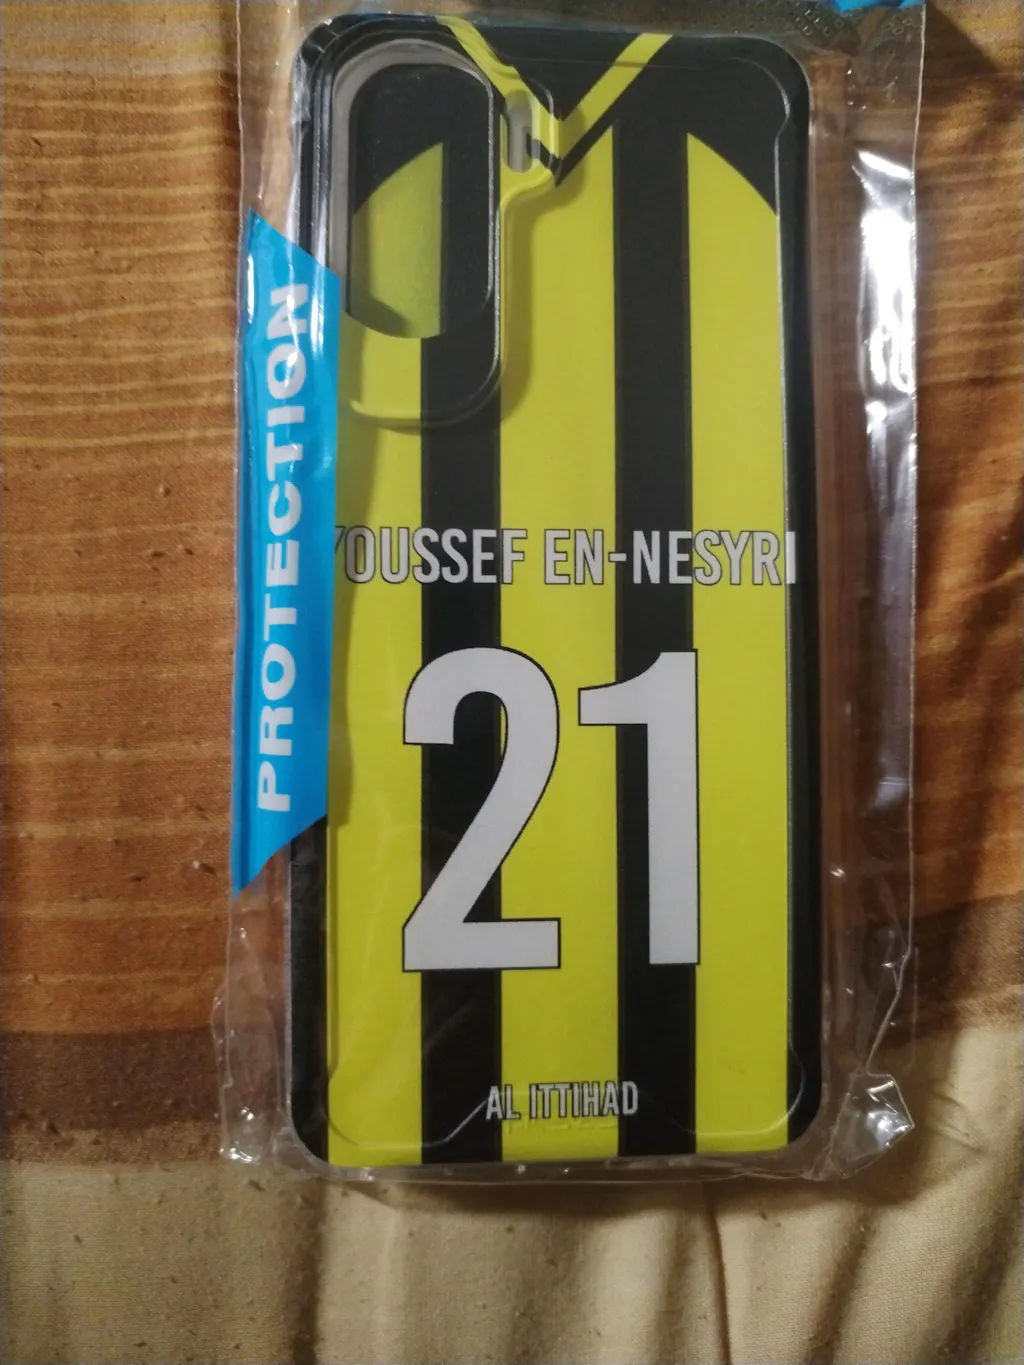 PROTECTION
YOUSSEF EN-NESYRI
21
AL ITTIHAD